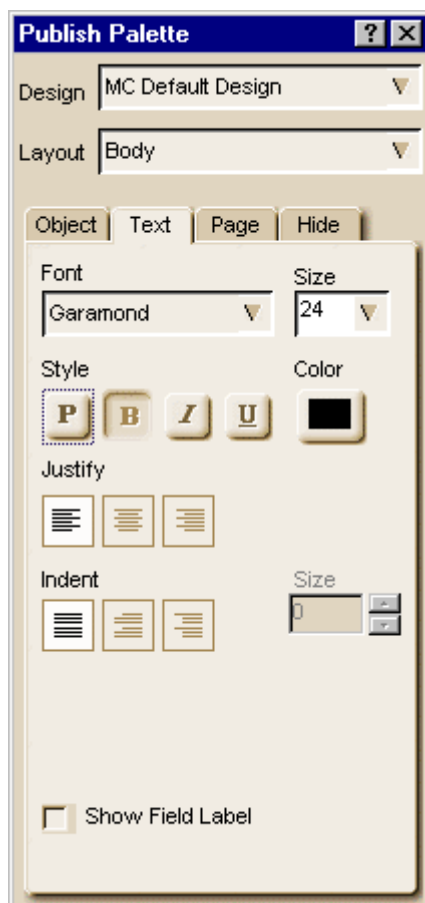 Publish Palette ? X
Design MC Default Design
Layout Body
Object Text Page Hide
Font Size
Garamond 24
Style Color
P B I U
Justify
Indent Size
0
Show Field Label